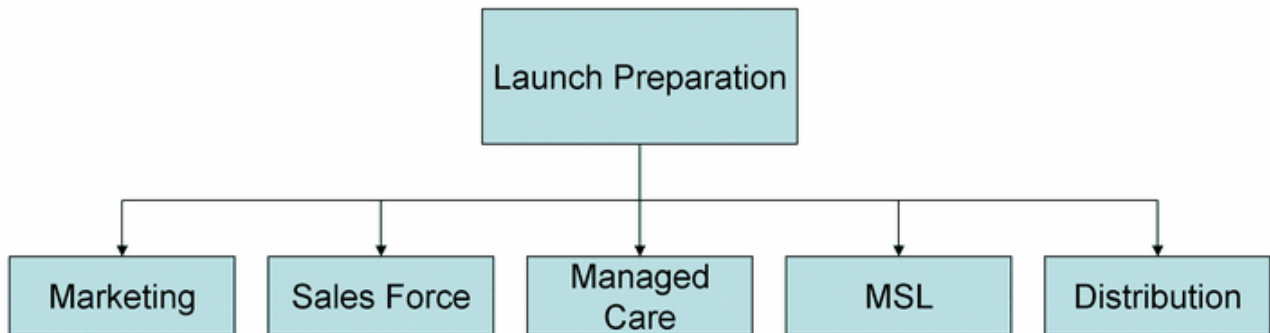 Launch Preparation
Marketing
Sales Force
Managed
Care
MSL
Distribution